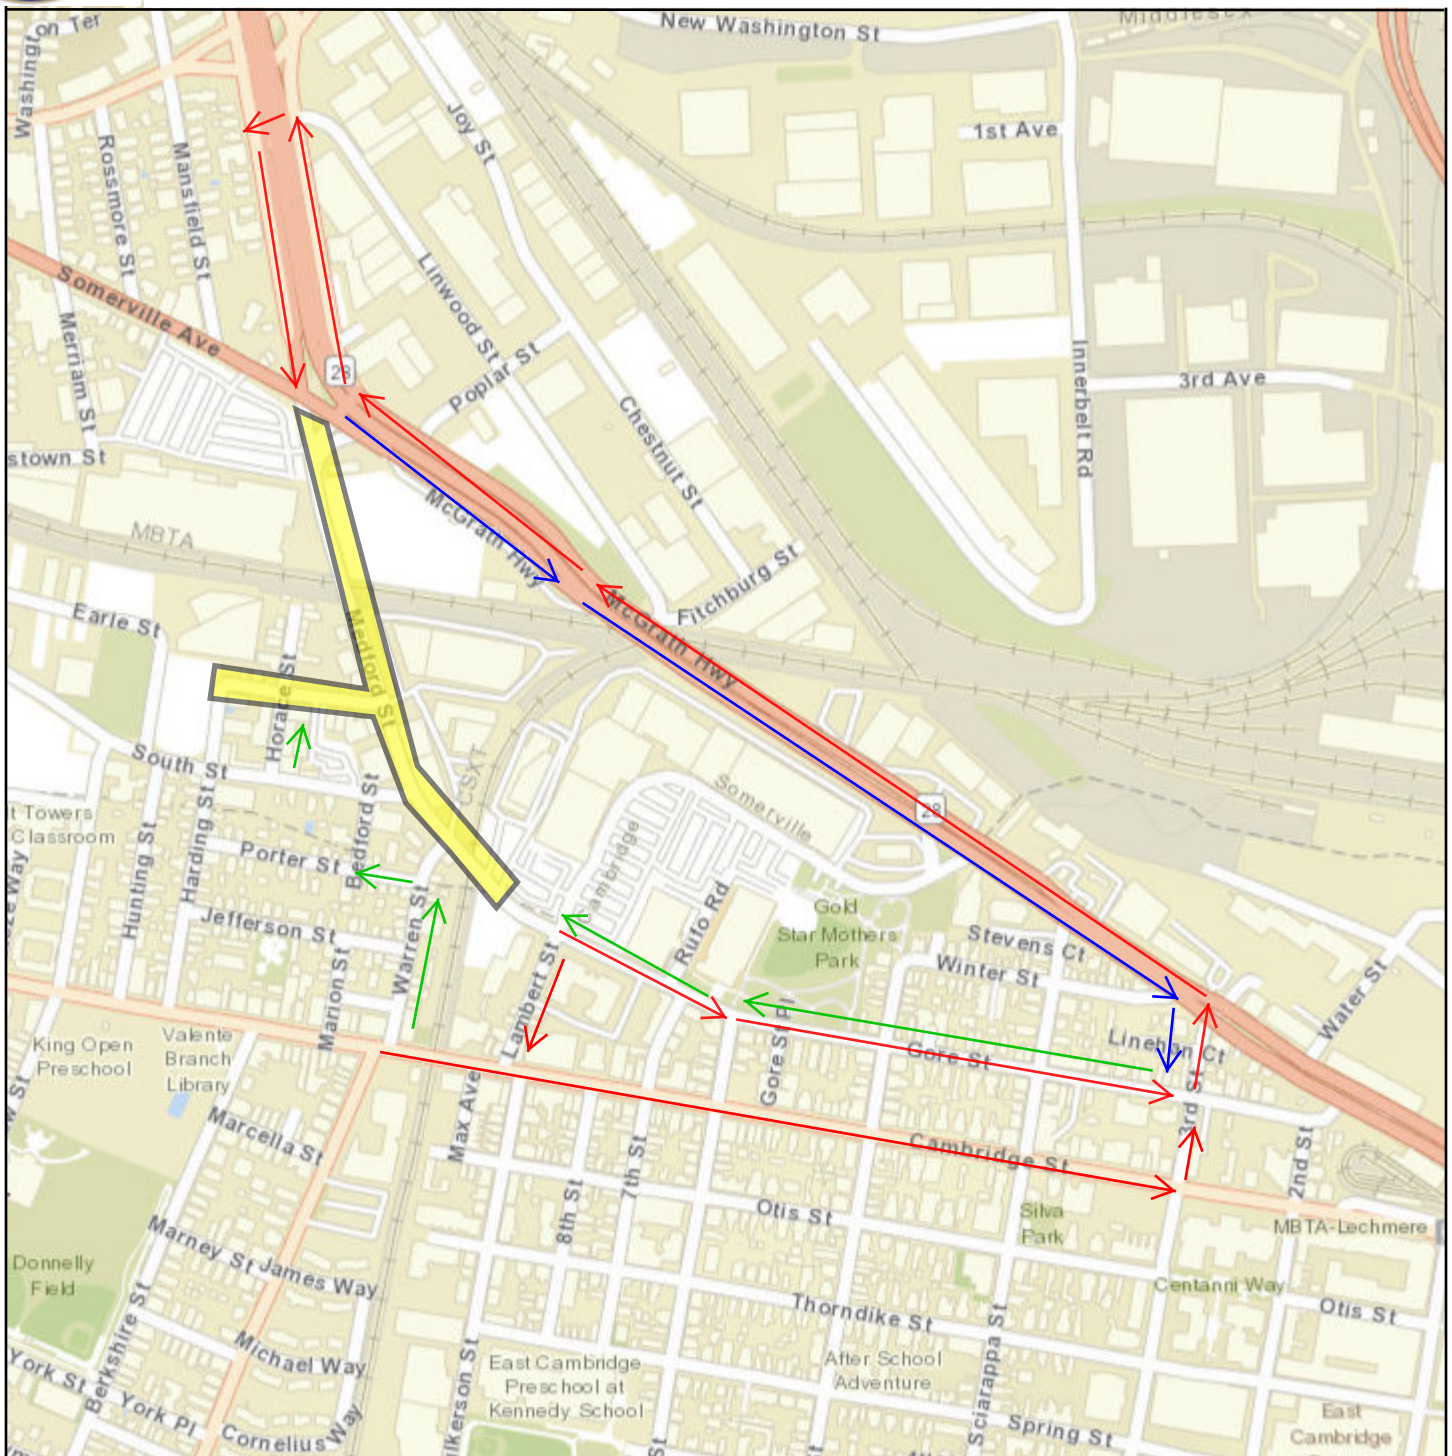 on Ter
Washingt
New Washington St
Middlesex
Joy St
1st Ave
Rossmore St
Mansfield St
Linwood St
Somerville Ave
Merriam St
28
Poplar St
Innerbelt Rd
3rd Ave
Chestnut St
stown St
McGrath Hwy
MBTA
Fitchburg St
Earle St
McGrath Hwy
Medford St
Horace St
South St
CSXT
Somerville
28
t Towers
Classroom
Bedford St
Harding St
Porter St
Hunting St
Cambridge
Rufo Rd
Gold
Star Mothers
Park
Jefferson St
Warren St
Stevens Ct
Winter St
Marion St
Lambert St
Water St
Gore St Pl
King Open
Preschool
Valente
Branch
Library
Linehan Ct
Gore St
3rd St
Max Ave
Marcella St
Cambridge St
7th St
2nd St
8th St
Otis St
Silva
Park
MBTA-Lechmere
Marney St
James Way
Donnelly
Field
Centanni Way
Otis St
Thorndike St
Berkshire St
Michael Way
Sciarappa St
East Cambridge
Preschool at
Kennedy School
After School
Adventure
York St
York Pl
Cornelius Way
ilkerson St
Spring St
East
Cambridge
St